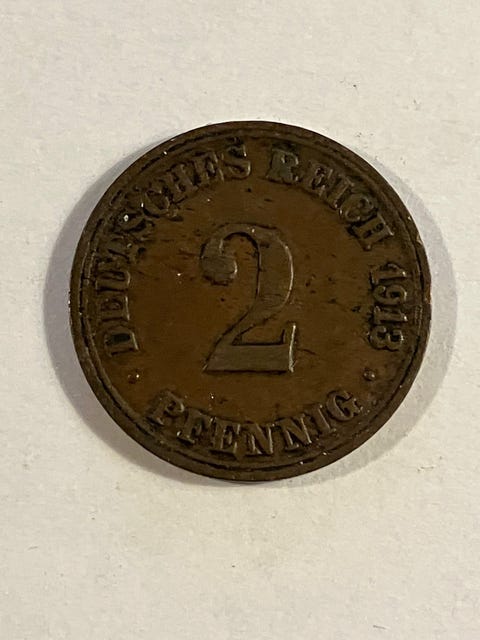 DEUTSCHES REICH 1913
2
PFENNIG